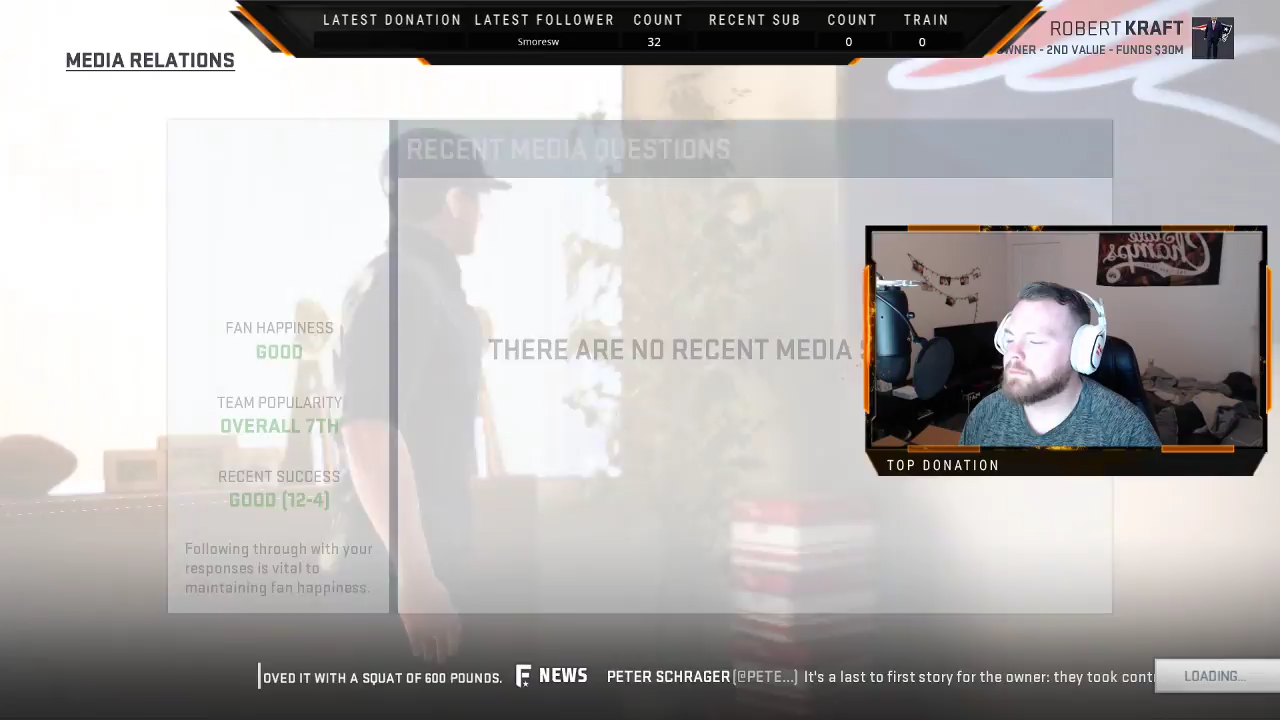 LATEST DONATION LATEST FOLLOWER COUNT RECENT SUB COUNT TRAIN
Smoresw 32 0 0
ROBERT KRAFT
OWNER - 2ND VALUE - FUNDS $30M
MEDIA RELATIONS
RECENT MEDIA QUESTIONS
FAN HAPPINESS
GOOD
THERE ARE NO RECENT MEDIA
TEAM POPULARITY
OVERALL 7TH
RECENT SUCCESS
GOOD (12-4)
Following through with your
responses is vital to
maintaining fan happiness.
State
Champs
TOP DONATION
OVED IT WITH A SQUAT OF 600 POUNDS. F NEWS PETER SCHRAGER (@PETE...) It's a last to first story for the owner: they took cont
LOADING...